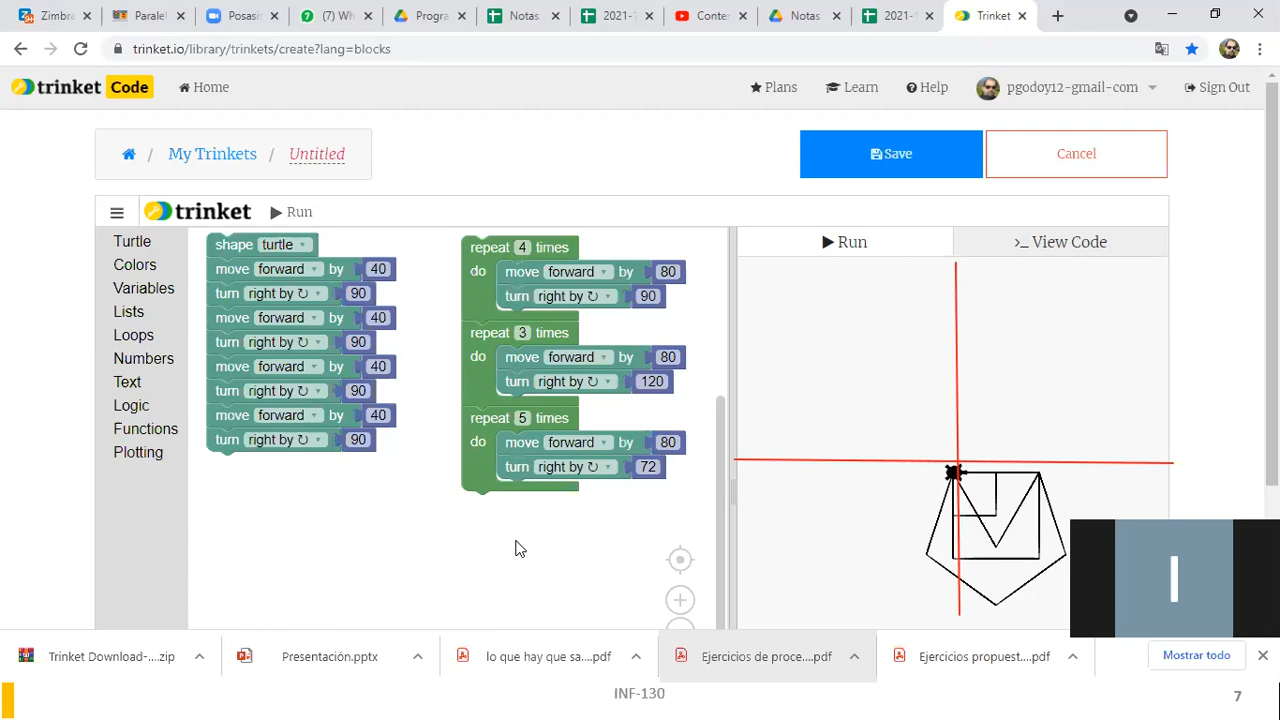 Zimbr
Paralel
Posasis
(7) Wh
Progra
Notas
2021-1
Conter
Notas
2021-1
Trinket
trinket.io/library/trinkets/create?lang=blocks
trinket Code Home Plans Learn Help pgodoy12-gmail-com Sign Out
/ My Trinkets / Untitled
Save
Cancel
trinket Run
Turtle
Colors
Variables
Lists
Loops
Numbers
Text
Logic
Functions
Plotting
shape turtle
move forward by 40
turn right by ↻ 90
move forward by 40
turn right by ↻ 90
move forward by 40
turn right by ↻ 90
move forward by 40
turn right by ↻ 90
repeat 4 times
do move forward by 80
turn right by ↻ 90
repeat 3 times
do move forward by 80
turn right by ↻ 120
repeat 5 times
do move forward by 80
turn right by ↻ 72
Run
>_ View Code
I
Trinket Download-....zip
Presentación.pptx
lo que hay que sa....pdf
Ejercicios de proce....pdf
Ejercicios propuest....pdf
Mostrar todo
INF-130
7